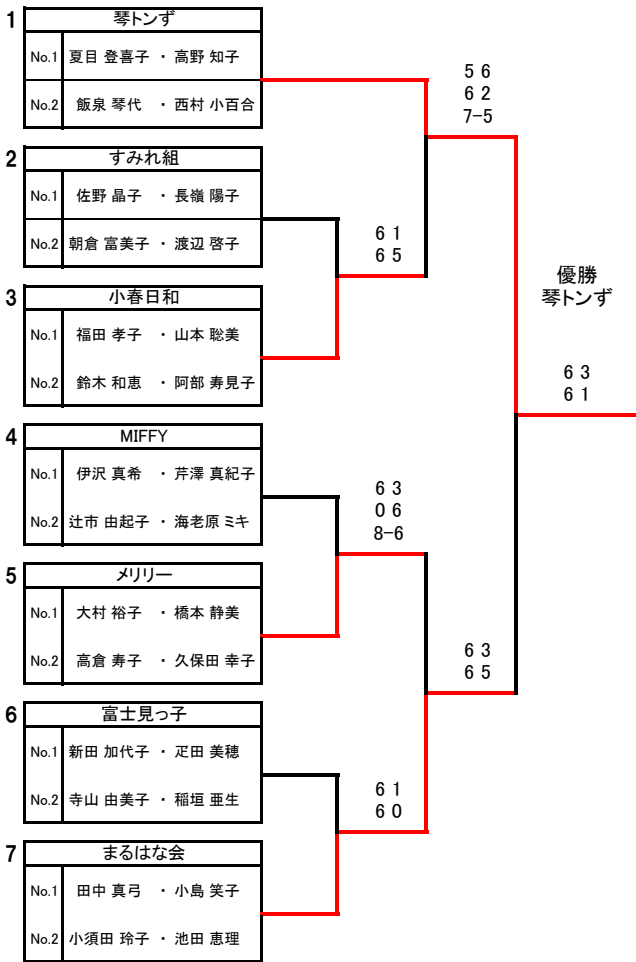 1
琴トンず
No.1 夏目 登喜子 ・ 高野 知子
No.2 飯泉 琴代 ・ 西村 小百合
5 6
6 2
7-5
2
すみれ組
No.1 佐野 晶子 ・ 長嶺 陽子
No.2 朝倉 富美子 ・ 渡辺 啓子
6 1
6 5
3
小春日和
No.1 福田 孝子 ・ 山本 聡美
No.2 鈴木 和恵 ・ 阿部 寿見子
優勝
琴トンず
6 3
6 1
4
MIFFY
No.1 伊沢 真希 ・ 芹澤 真紀子
No.2 辻市 由起子 ・ 海老原 ミキ
6 3
0 6
8-6
5
メリリー
No.1 大村 裕子 ・ 橋本 静美
No.2 高倉 寿子 ・ 久保田 幸子
6 3
6 5
6
富士見っ子
No.1 新田 加代子 ・ 疋田 美穂
No.2 寺山 由美子 ・ 稲垣 亜生
6 1
6 0
7
まるはな会
No.1 田中 真弓 ・ 小島 笑子
No.2 小須田 玲子 ・ 池田 恵理